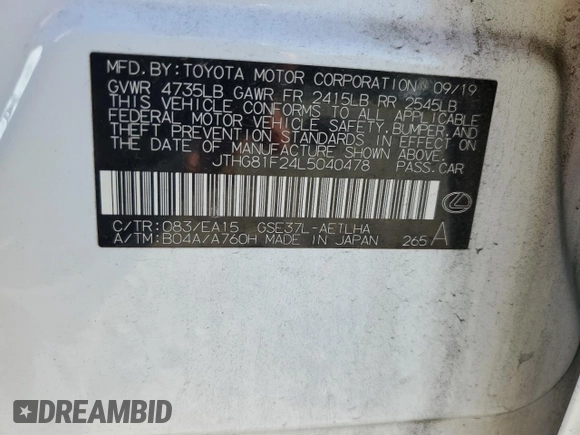 MFD. BY: TOYOTA MOTOR CORPORATION 09/19
GVWR 4735LB GAWR FR 2415LB RR 2545LB
THIS VEHICLE CONFORMS TO ALL APPLICABLE
FEDERAL MOTOR VEHICLE SAFETY, BUMPER, AND
THEFT PREVENTION STANDARDS IN EFFECT ON
THE DATE OF MANUFACTURE SHOWN ABOVE.
JTHG81F24L5040478 PASS. CAR
C/TR: 083/EA15 GSE37L-AETLHA
A/TM: B04A/A760H MADE IN JAPAN 265 A
DREAMBID